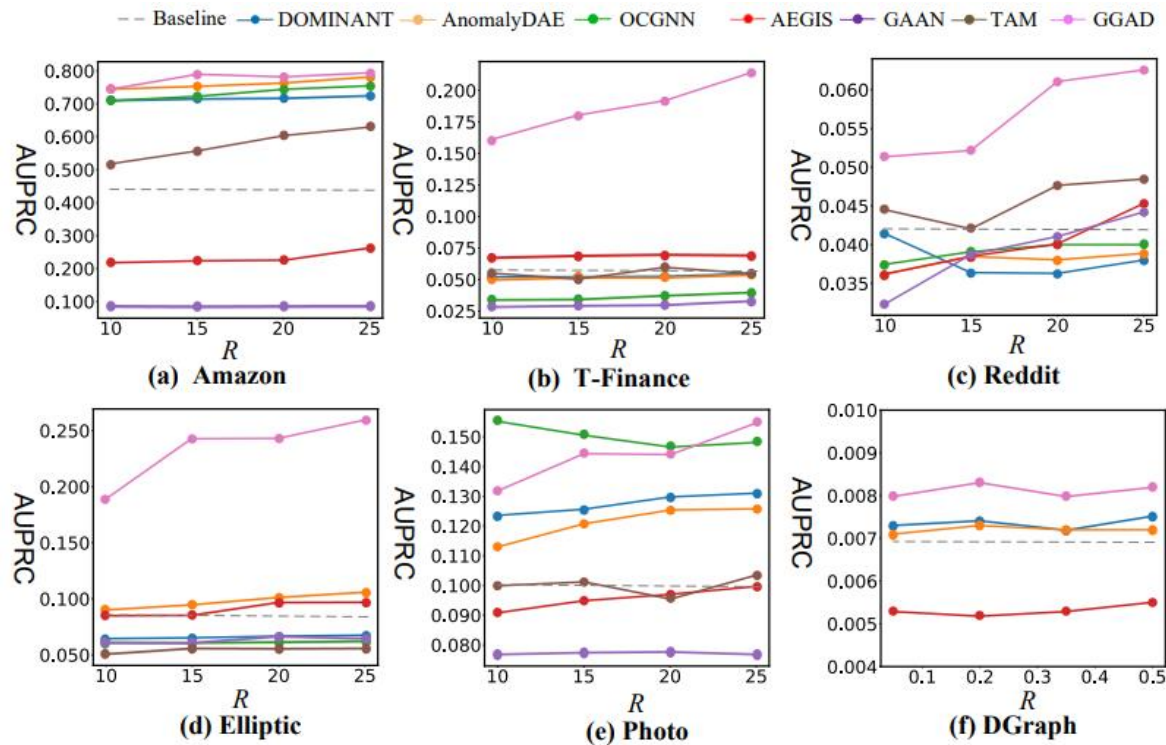 Baseline DOMINANT AnomalyDAE OCGNN AEGIS GAAN TAM GGAD
AUPRC
0.800
0.700
0.600
0.500
0.400
0.300
0.200
0.100
10 15 20 25
R
(a) Amazon
AUPRC
0.200
0.175
0.150
0.125
0.100
0.075
0.050
0.025
10 15 20 25
R
(b) T-Finance
AUPRC
0.060
0.055
0.050
0.045
0.040
0.035
10 15 20 25
R
(c) Reddit
AUPRC
0.250
0.200
0.150
0.100
0.050
10 15 20 25
R
(d) Elliptic
AUPRC
0.150
0.140
0.130
0.120
0.110
0.100
0.090
0.080
10 15 20 25
R
(e) Photo
AUPRC
0.010
0.009
0.008
0.007
0.006
0.005
0.004
0.1 0.2 0.3 0.4 0.5
R
(f) DGraph